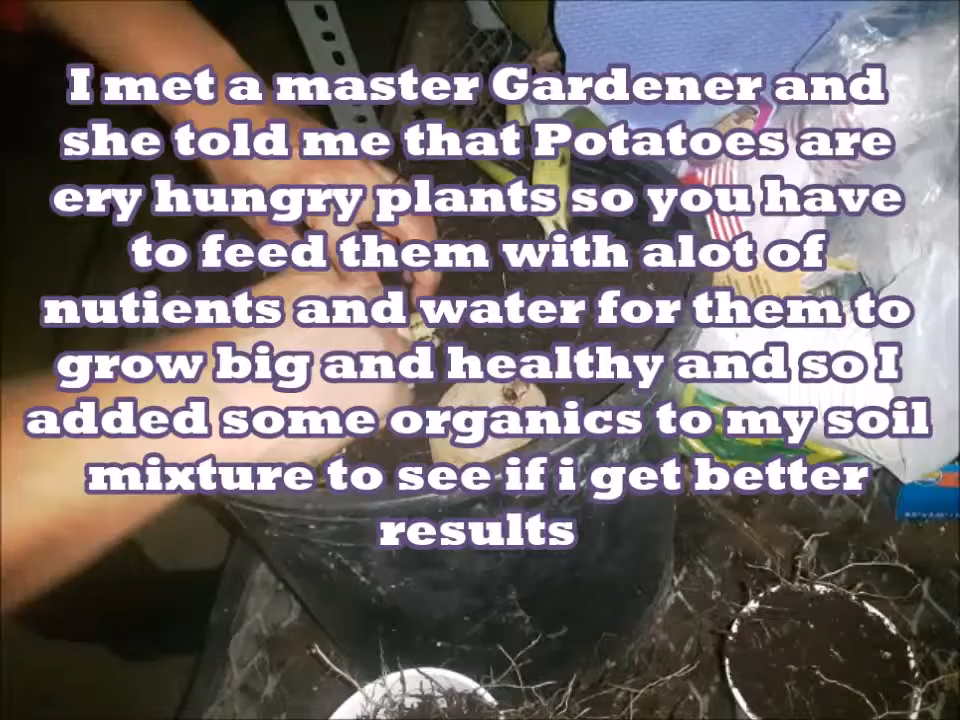 I met a master Gardener and
she told me that Potatoes are
ery hungry plants so you have
to feed them with alot of
nutients and water for them to
grow big and healthy and so I
added some organics to my soil
mixture to see if i get better
results